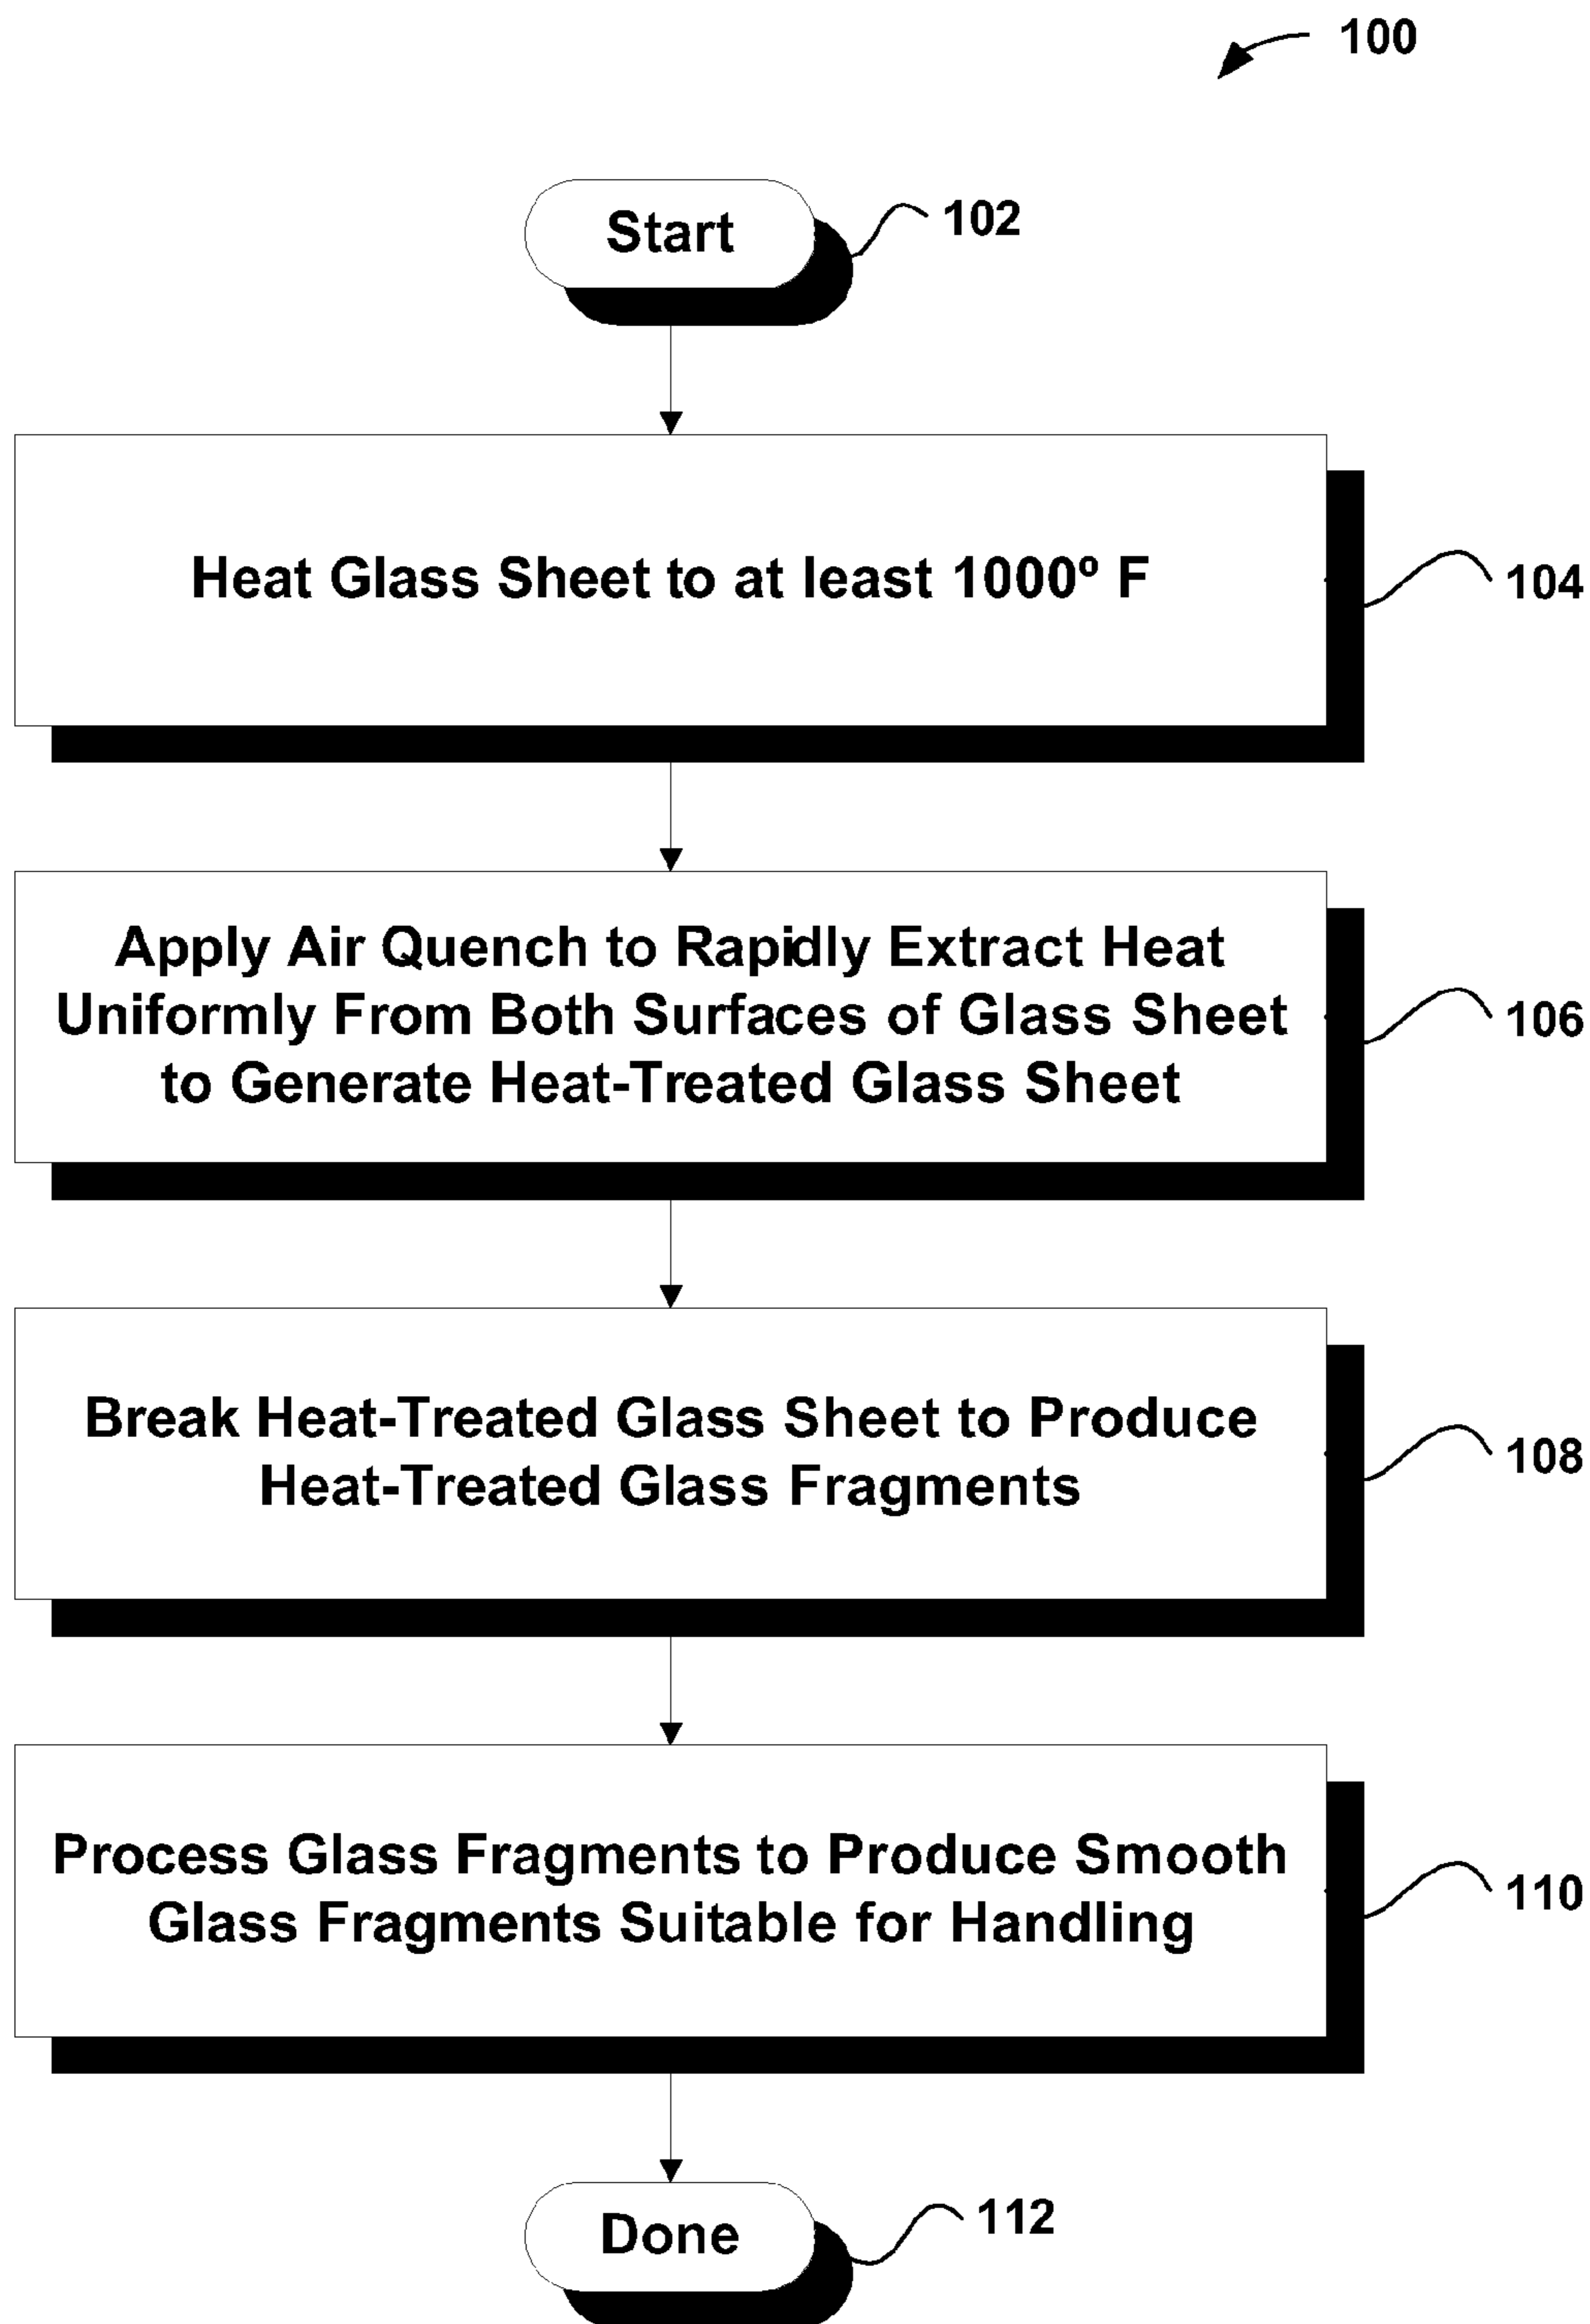 100
Start
102
Heat Glass Sheet to at least 1000º F
104
Apply Air Quench to Rapidly Extract Heat
Uniformly From Both Surfaces of Glass Sheet
to Generate Heat-Treated Glass Sheet
106
Break Heat-Treated Glass Sheet to Produce
Heat-Treated Glass Fragments
108
Process Glass Fragments to Produce Smooth
Glass Fragments Suitable for Handling
110
Done
112